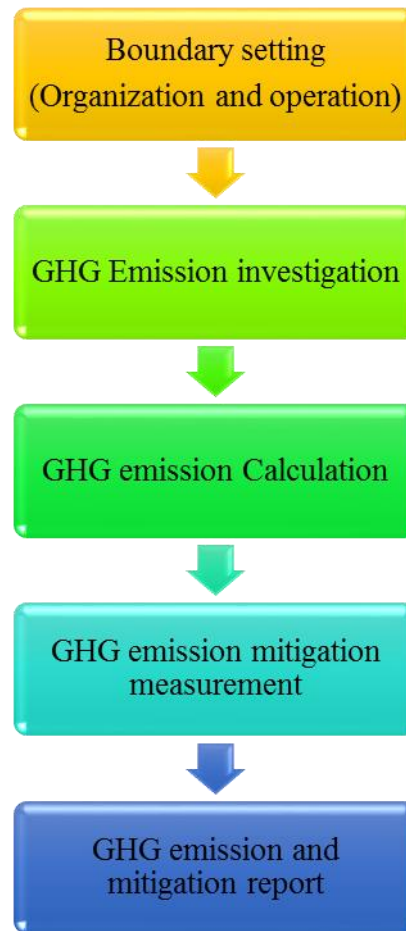 Boundary setting
(Organization and operation)
GHG Emission investigation
GHG emission Calculation
GHG emission mitigation
measurement
GHG emission and
mitigation report